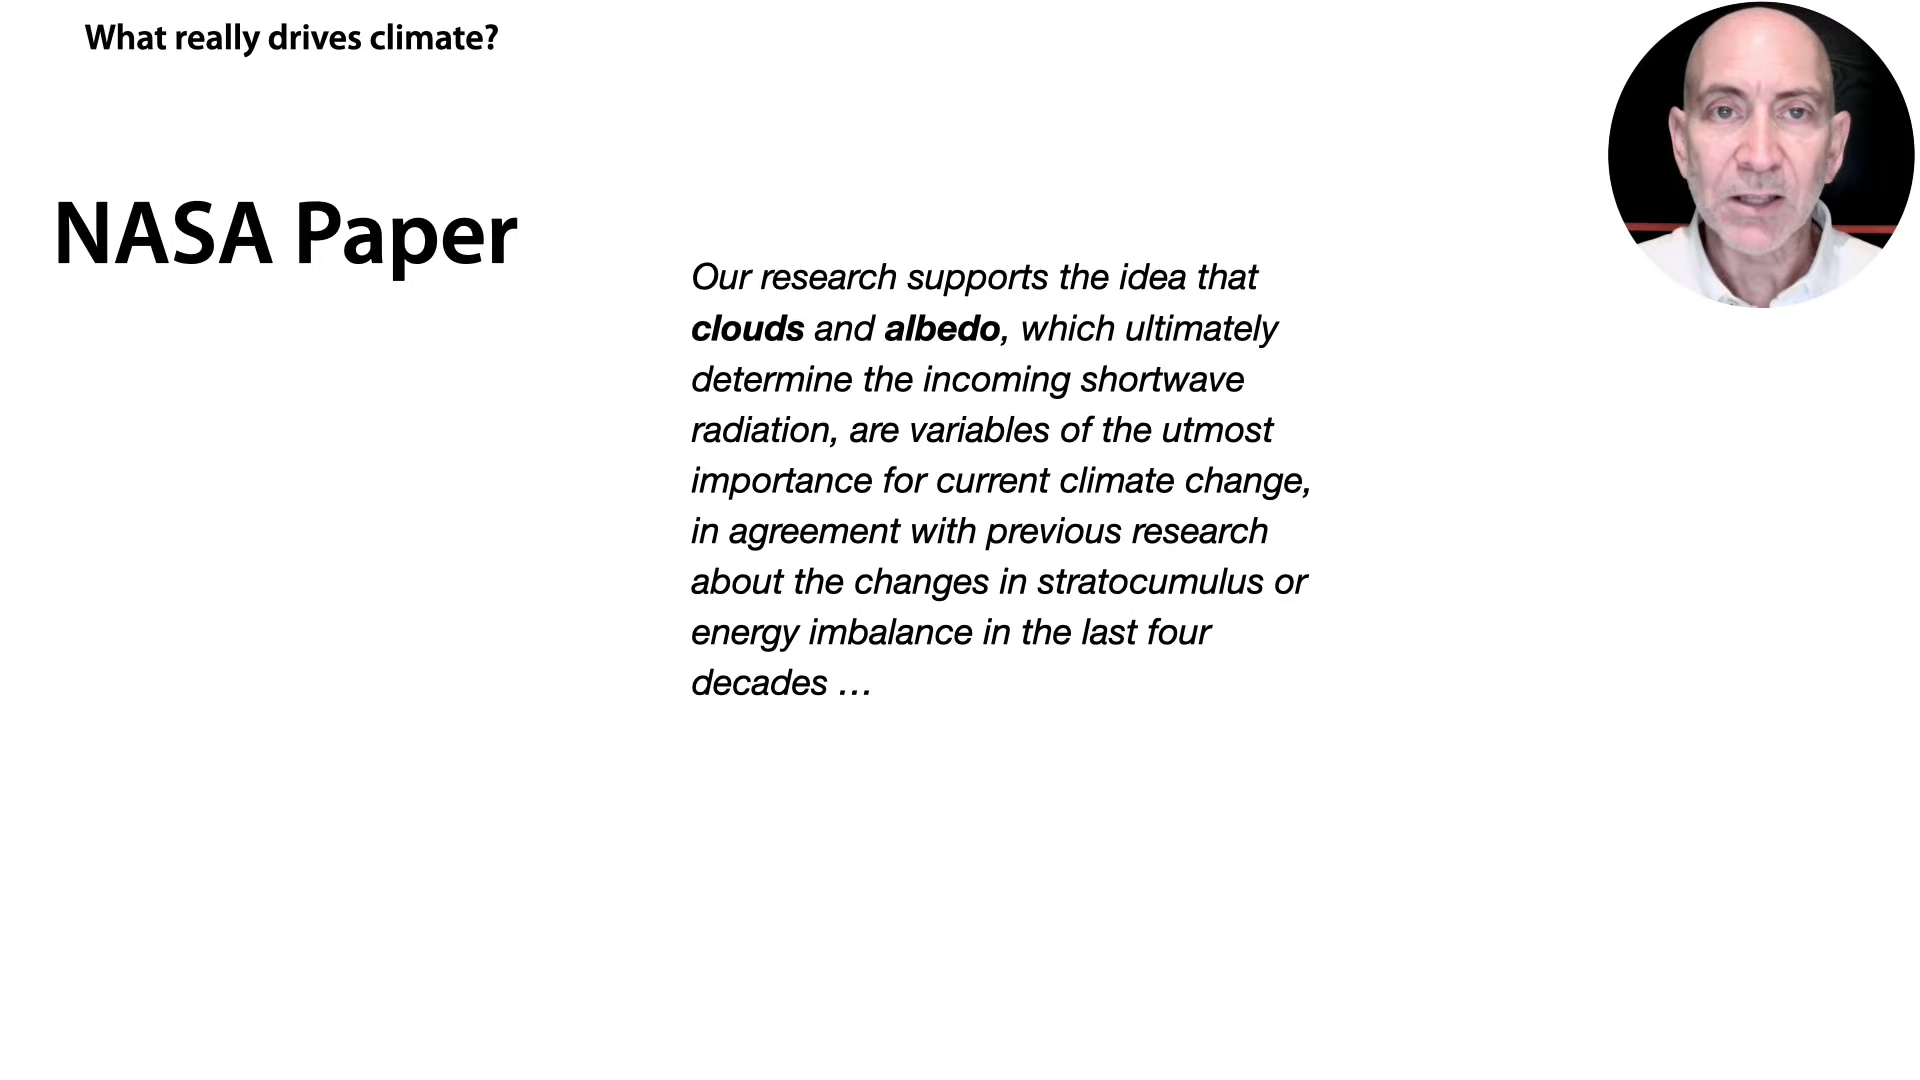 What really drives climate?
NASA Paper
Our research supports the idea that
clouds and albedo, which ultimately
determine the incoming shortwave
radiation, are variables of the utmost
importance for current climate change,
in agreement with previous research
about the changes in stratocumulus or
energy imbalance in the last four
decades …